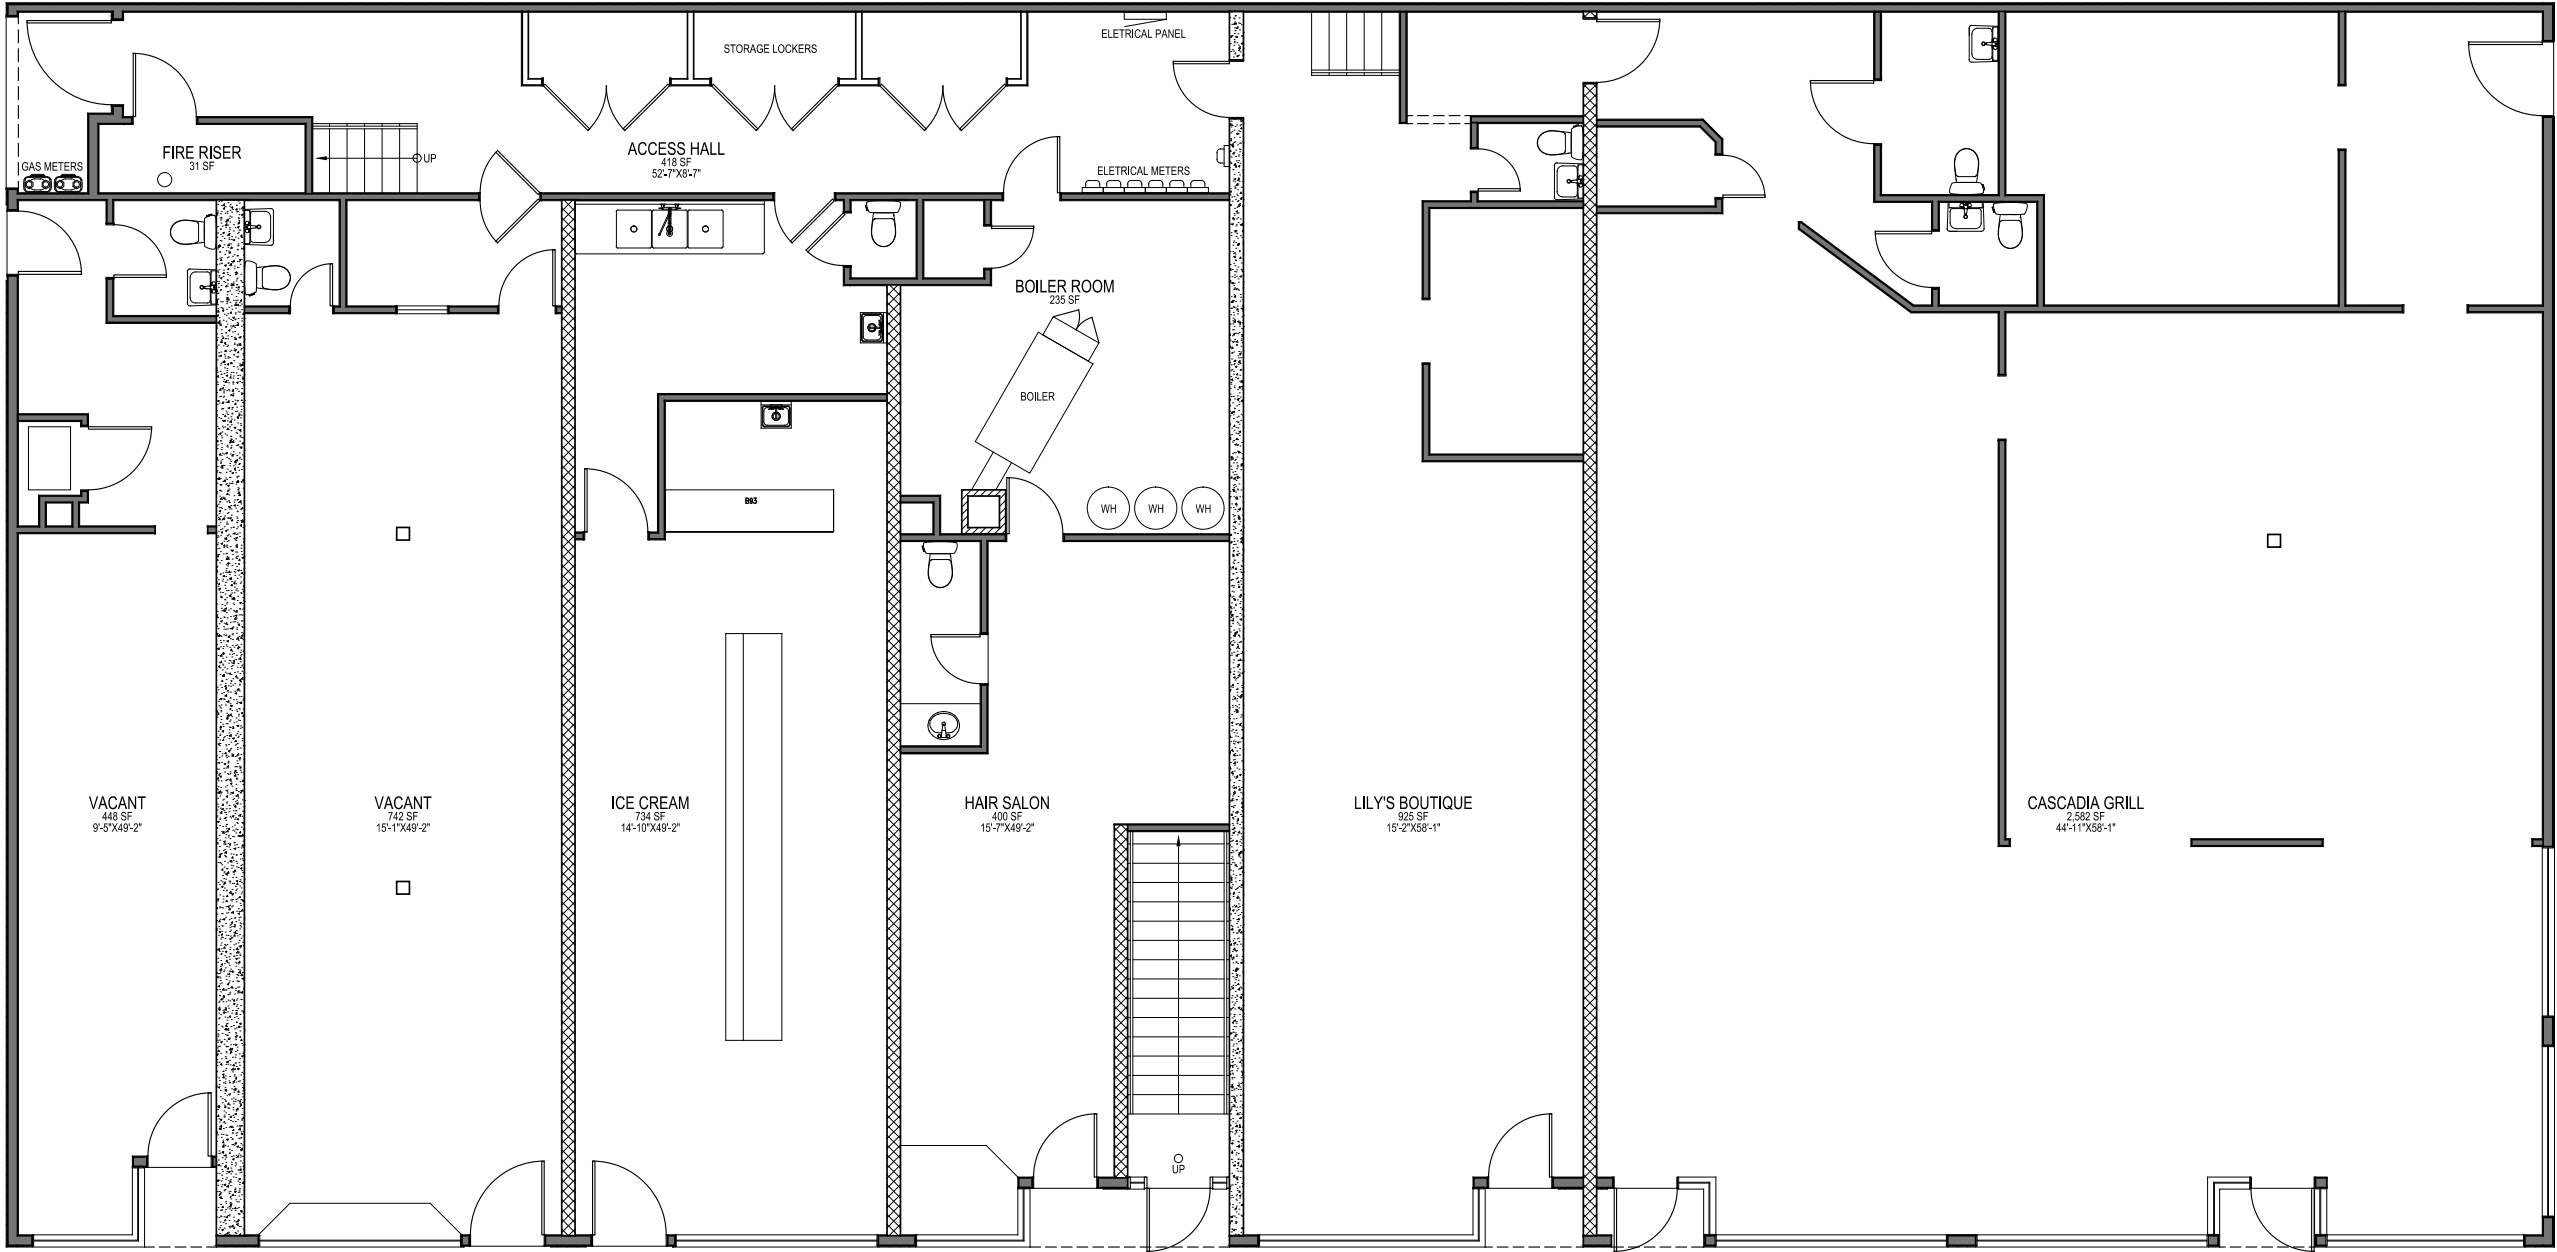 STORAGE LOCKERS
ELETRICAL PANEL
FIRE RISER
31 SF
GAS METERS
UP
ACCESS HALL
418 SF
52'-7"X8'-7"
ELETRICAL METERS
BOILER ROOM
235 SF
BOILER
B93
WH
WH
WH
VACANT
448 SF
9'-5"X49'-2"
VACANT
742 SF
15'-1"X49'-2"
ICE CREAM
734 SF
14'-10"X49'-2"
HAIR SALON
400 SF
15'-7"X49'-2"
LILY'S BOUTIQUE
925 SF
15'-2"X58'-1"
CASCADIA GRILL
2,582 SF
44'-11"X58'-1"
UP